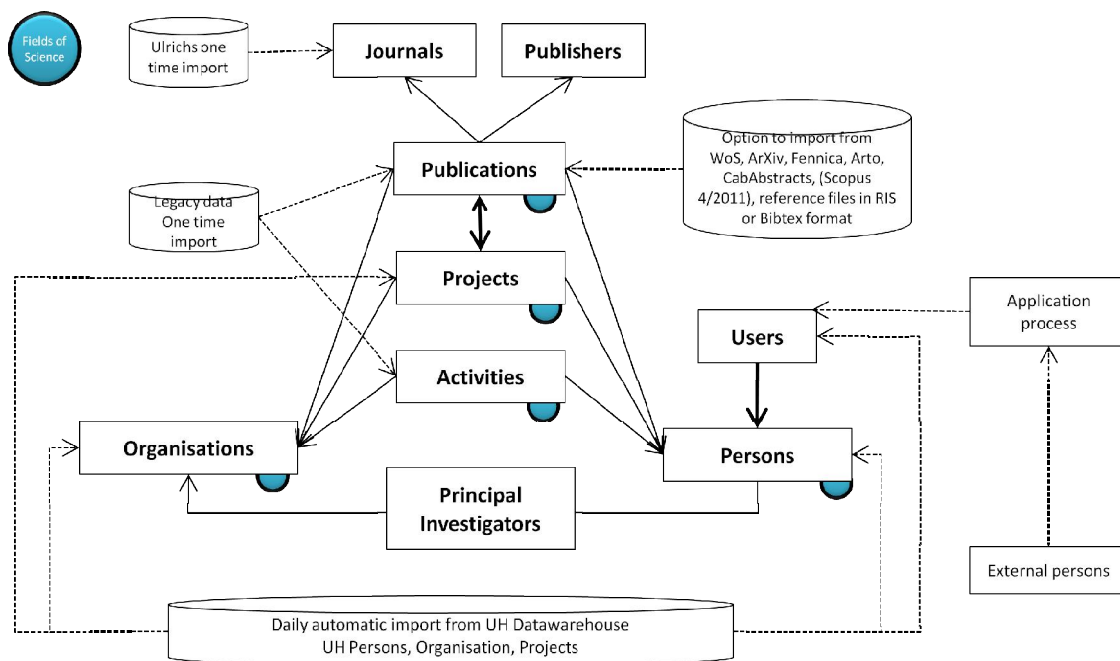 Fields of
Science
Ulrichs one
time import
Journals
Publishers
Publications
Option to import from
WoS, ArXiv, Fennica, Arto,
CabAbstracts, (Scopus
4/2011), reference files in RIS
or Bibtex format
Legacy data
One time
import
Projects
Application
process
Users
Activities
Organisations
Persons
Principal
Investigators
External persons
Daily automatic import from UH Datawarehouse
UH Persons, Organisation, Projects